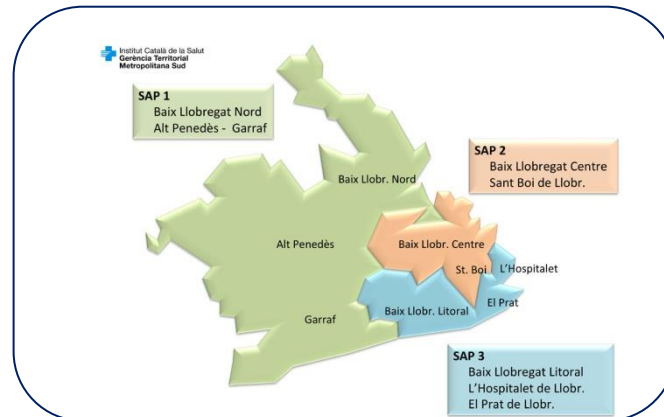 Institut Català de la Salut
Gerència Territorial
Metropolitana Sud
SAP 1
Baix Llobregat Nord
Alt Penedès - Garraf
SAP 2
Baix Llobregat Centre
Sant Boi de Llobr.
Baix Llobr. Nord
Alt Penedès
Baix Llobr. Centre
St. Boi
L'Hospitalet
El Prat
Baix Llobr. Litoral
Garraf
SAP 3
Baix Llobregat Litoral
L'Hospitalet de Llobr.
El Prat de Llobr.